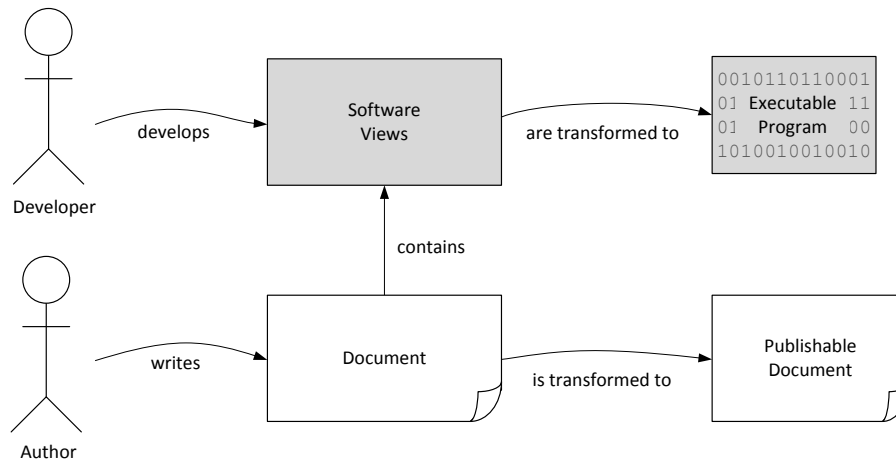 Developer
develops
Software
Views
are transformed to
0010110110001
01 Executable 11
01 Program 00
1010010010010
contains
Author
writes
Document
is transformed to
Publishable
Document